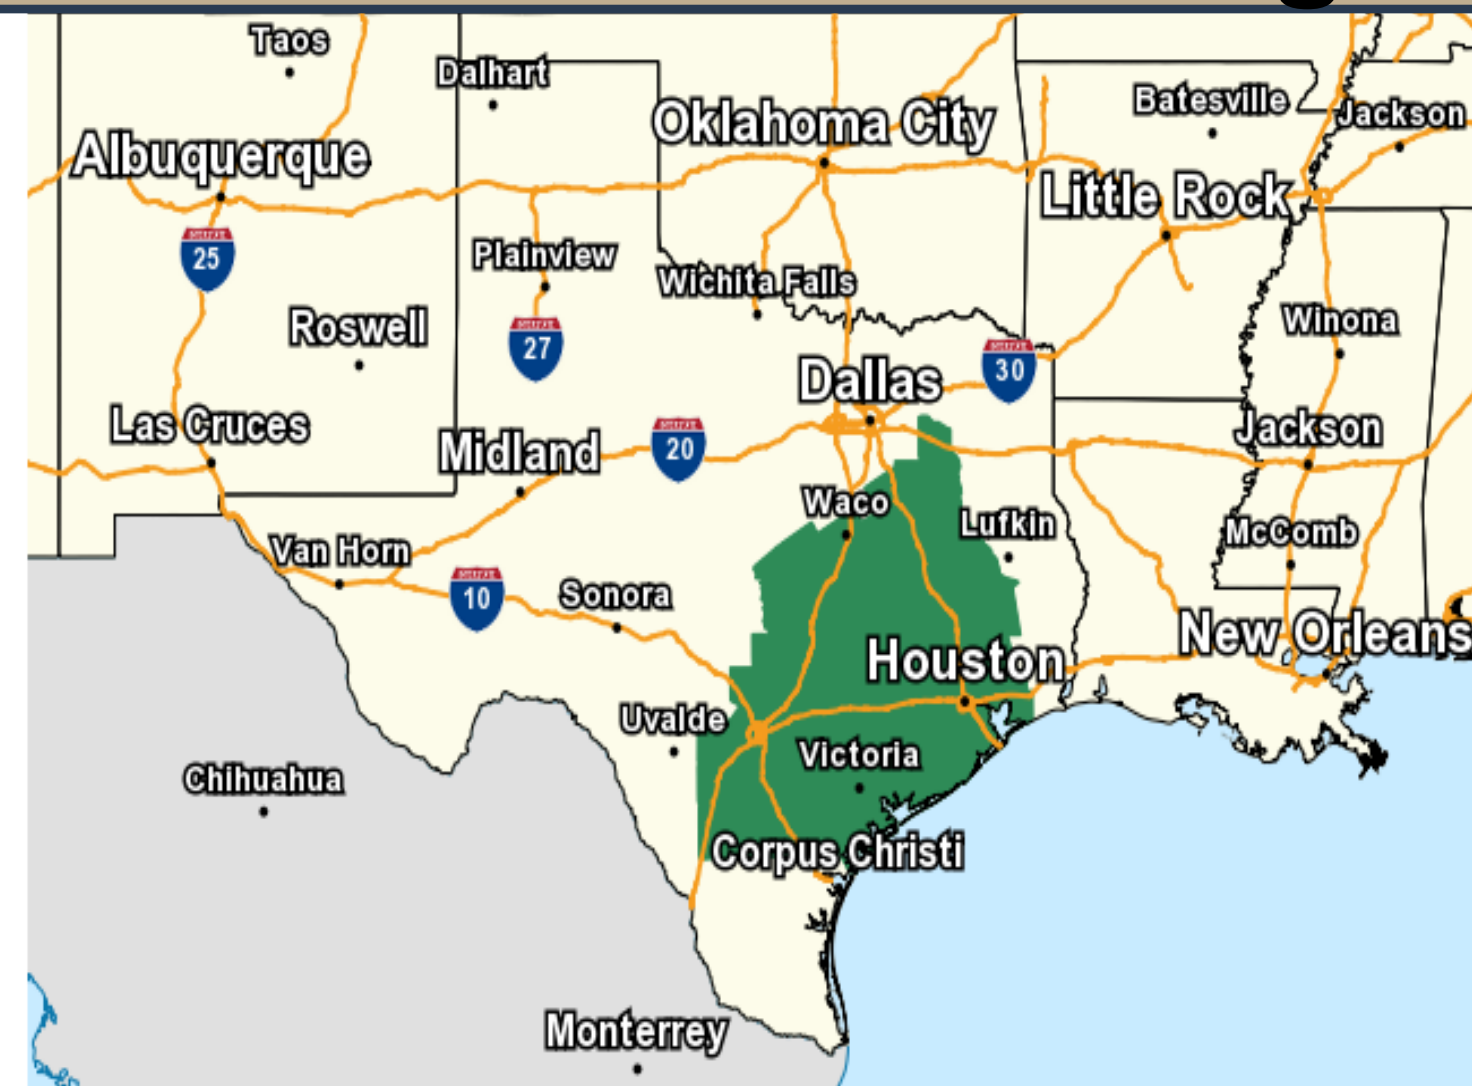 Taos
Dalhart
Oklahoma City
Batesville
Jackson
Albuquerque
Little Rock
25
Plainview
Wichita Falls
Roswell
27
Winona
30
Dallas
Las Cruces
Midland
20
Jackson
Waco
Lufkin
McComb
Van Horn
10
Sonora
New Orleans
Houston
Uvalde
Victoria
Chihuahua
Corpus Christi
Monterrey